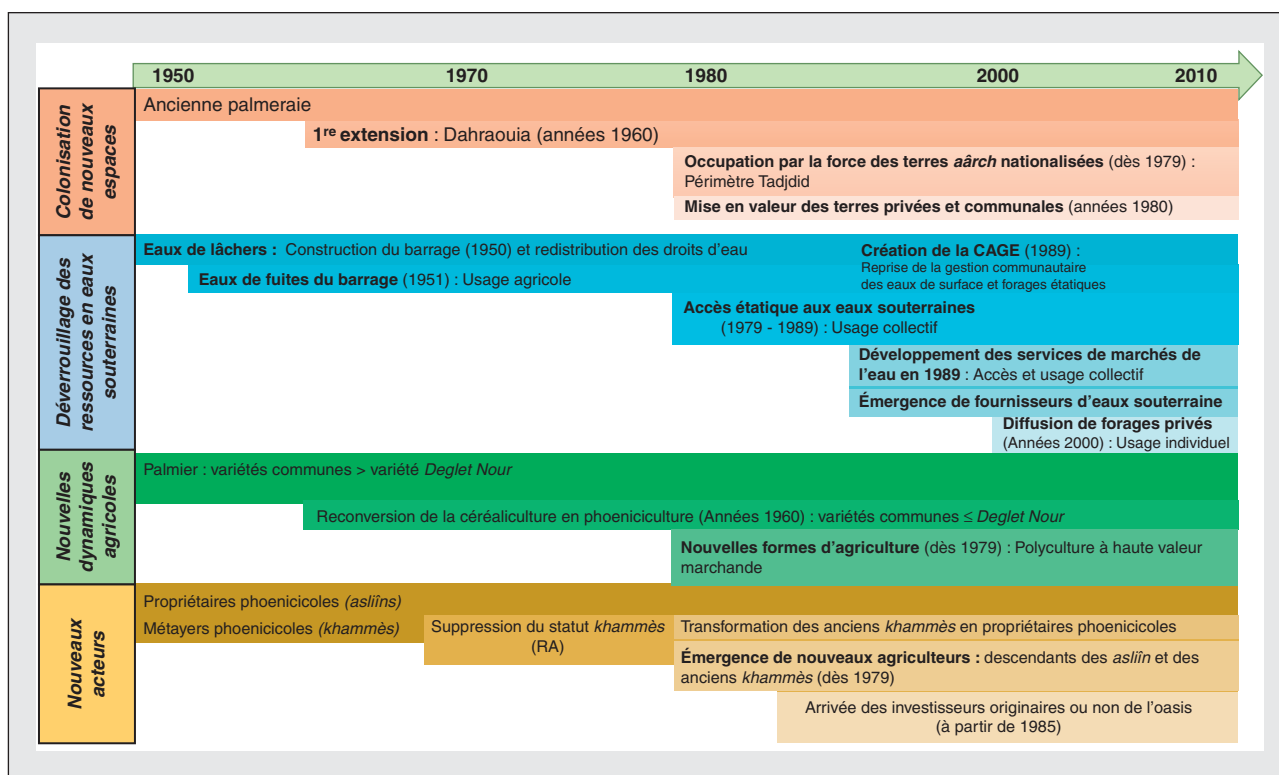 1950 1970 1980 2000 2010
Colonisation
de nouveaux
espaces
Ancienne palmeraie
1re extension : Dahraouia (années 1960)
Occupation par la force des terres aârch nationalisées (dès 1979) :
Périmètre Tadjdid
Mise en valeur des terres privées et communales (années 1980)
Déverrouillage des
ressources en eaux
souterraines
Eaux de lâchers : Construction du barrage (1950) et redistribution des droits d'eau
Eaux de fuites du barrage (1951) : Usage agricole
Création de la CAGE (1989) :
Reprise de la gestion communautaire
des eaux de surface et forages étatiques
Accès étatique aux eaux souterraines
(1979 - 1989) : Usage collectif
Développement des services de marchés de
l'eau en 1989 : Accès et usage collectif
Émergence de fournisseurs d'eaux souterraine
Diffusion de forages privés
(Années 2000) : Usage individuel
Nouvelles
dynamiques
agricoles
Palmier : variétés communes > variété Deglet Nour
Reconversion de la céréaliculture en phoeniciculture (Années 1960) : variétés communes ≤ Deglet Nour
Nouvelles formes d'agriculture (dès 1979) : Polyculture à haute valeur
marchande
Nouveaux
acteurs
Propriétaires phoenicicoles (asliîns)
Métayers phoenicicoles (khammès)
Suppression du statut khammès
(RA)
Transformation des anciens khammès en propriétaires phoenicicoles
Émergence de nouveaux agriculteurs : descendants des asliîn et des
anciens khammès (dès 1979)
Arrivée des investisseurs originaires ou non de l'oasis
(à partir de 1985)